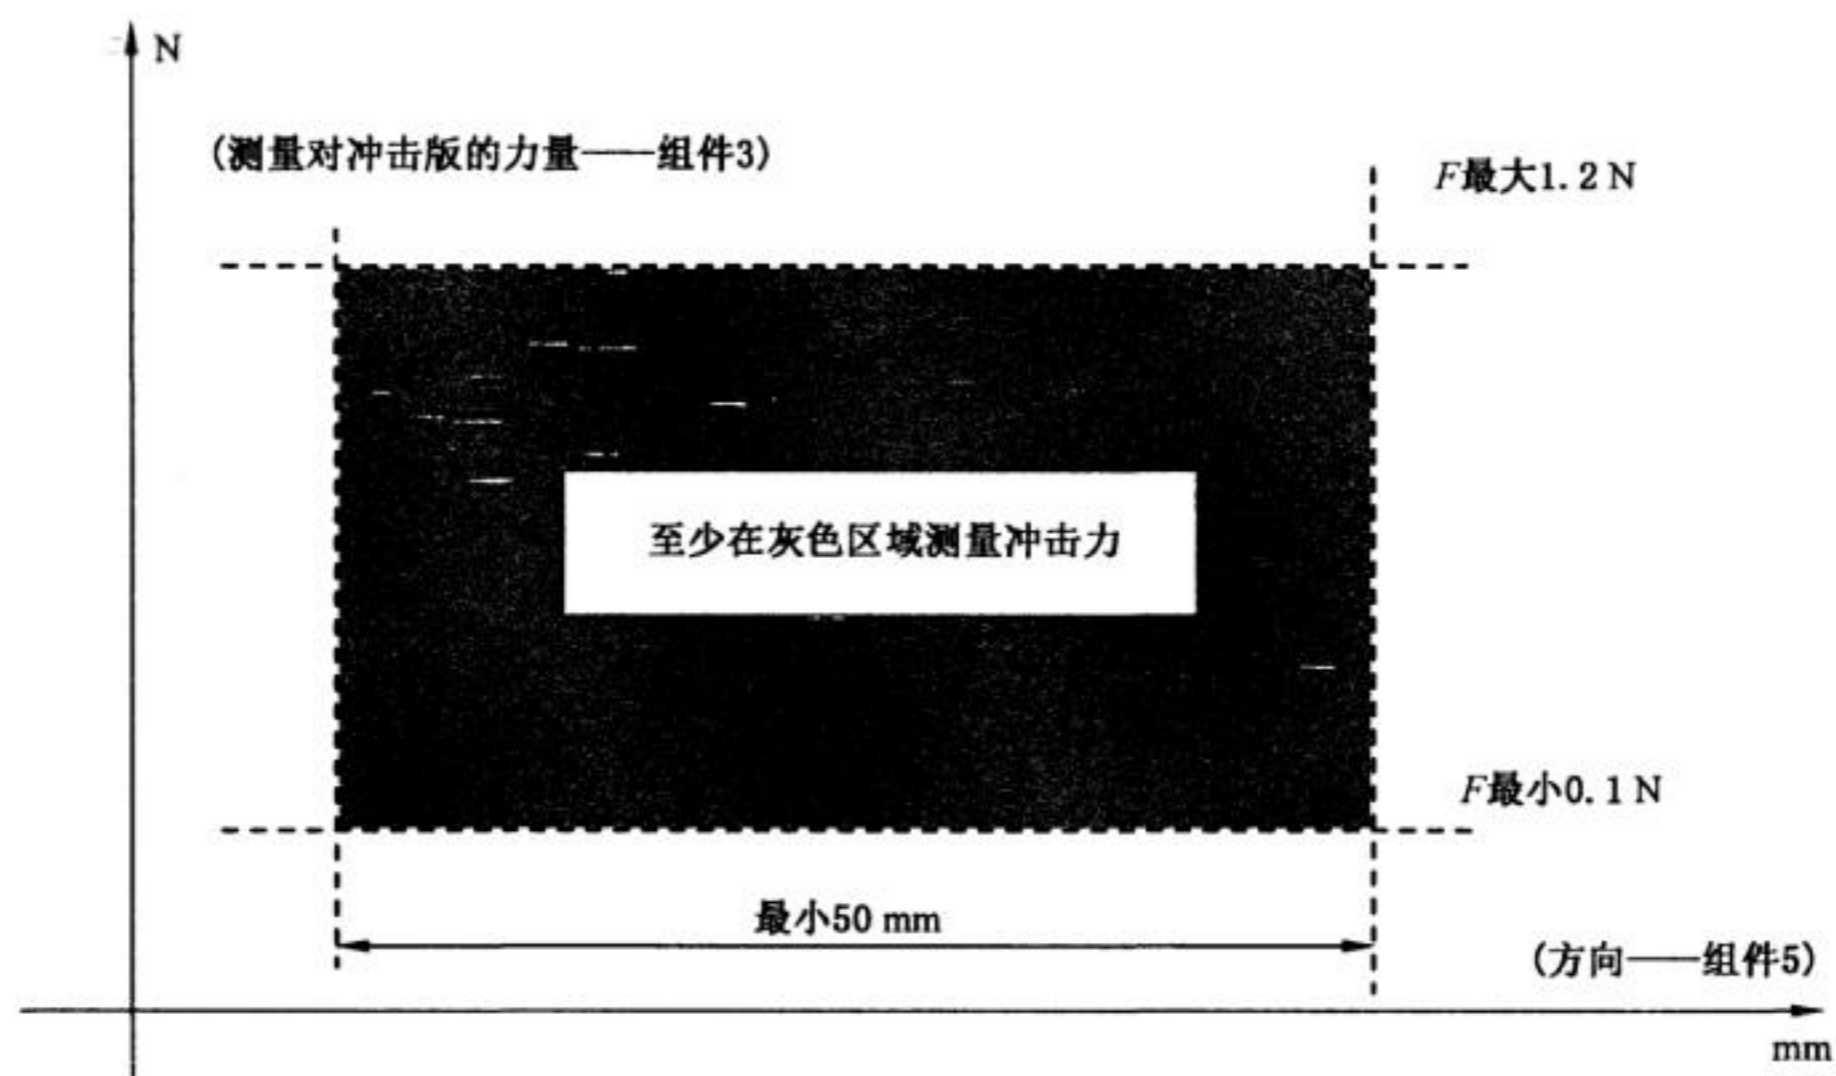 N
(测量对冲击版的力量——组件3)
F最大1.2 N
至少在灰色区域测量冲击力
F最小0.1 N
最小50 mm
(方向——组件5)
mm